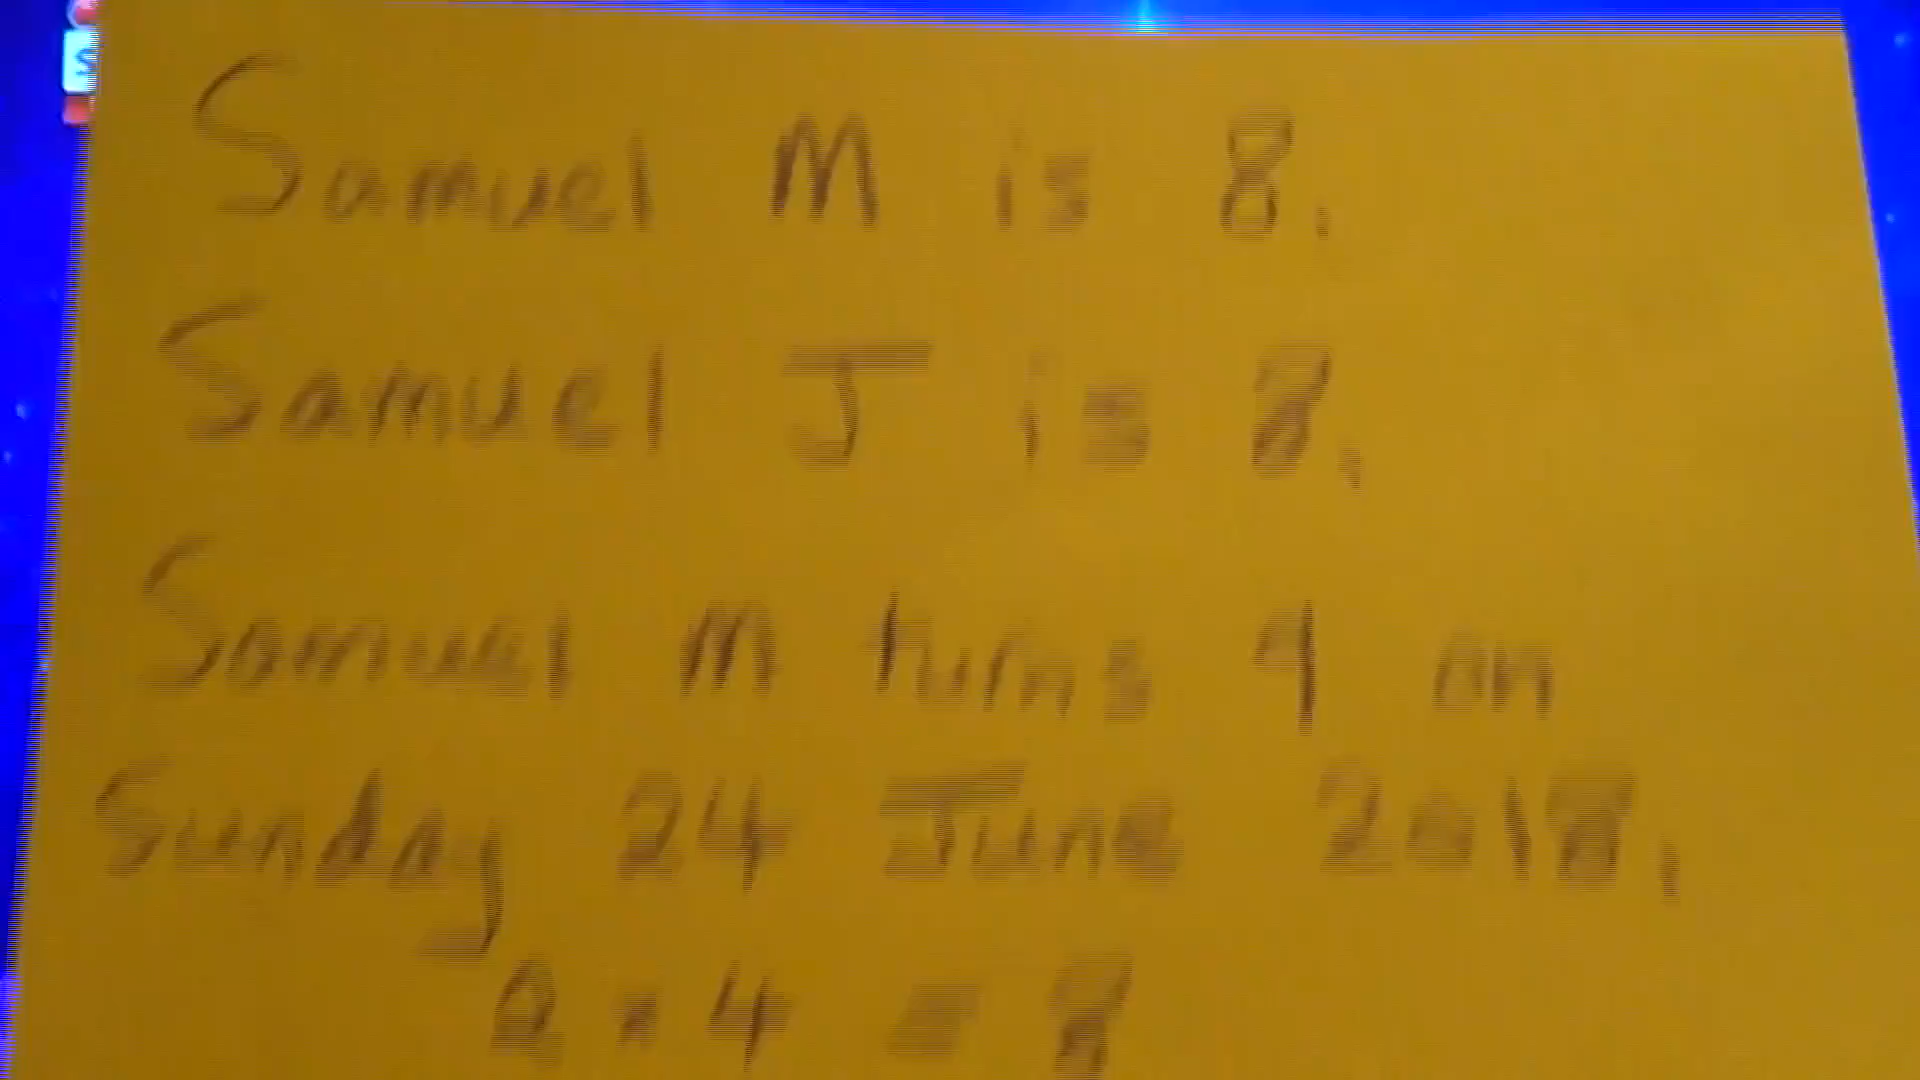 Samuel M is 8.
Samuel J is 8.
Samuel M turns 9 on
Sunday 24 June 2018.
2 x 4 = 8
S